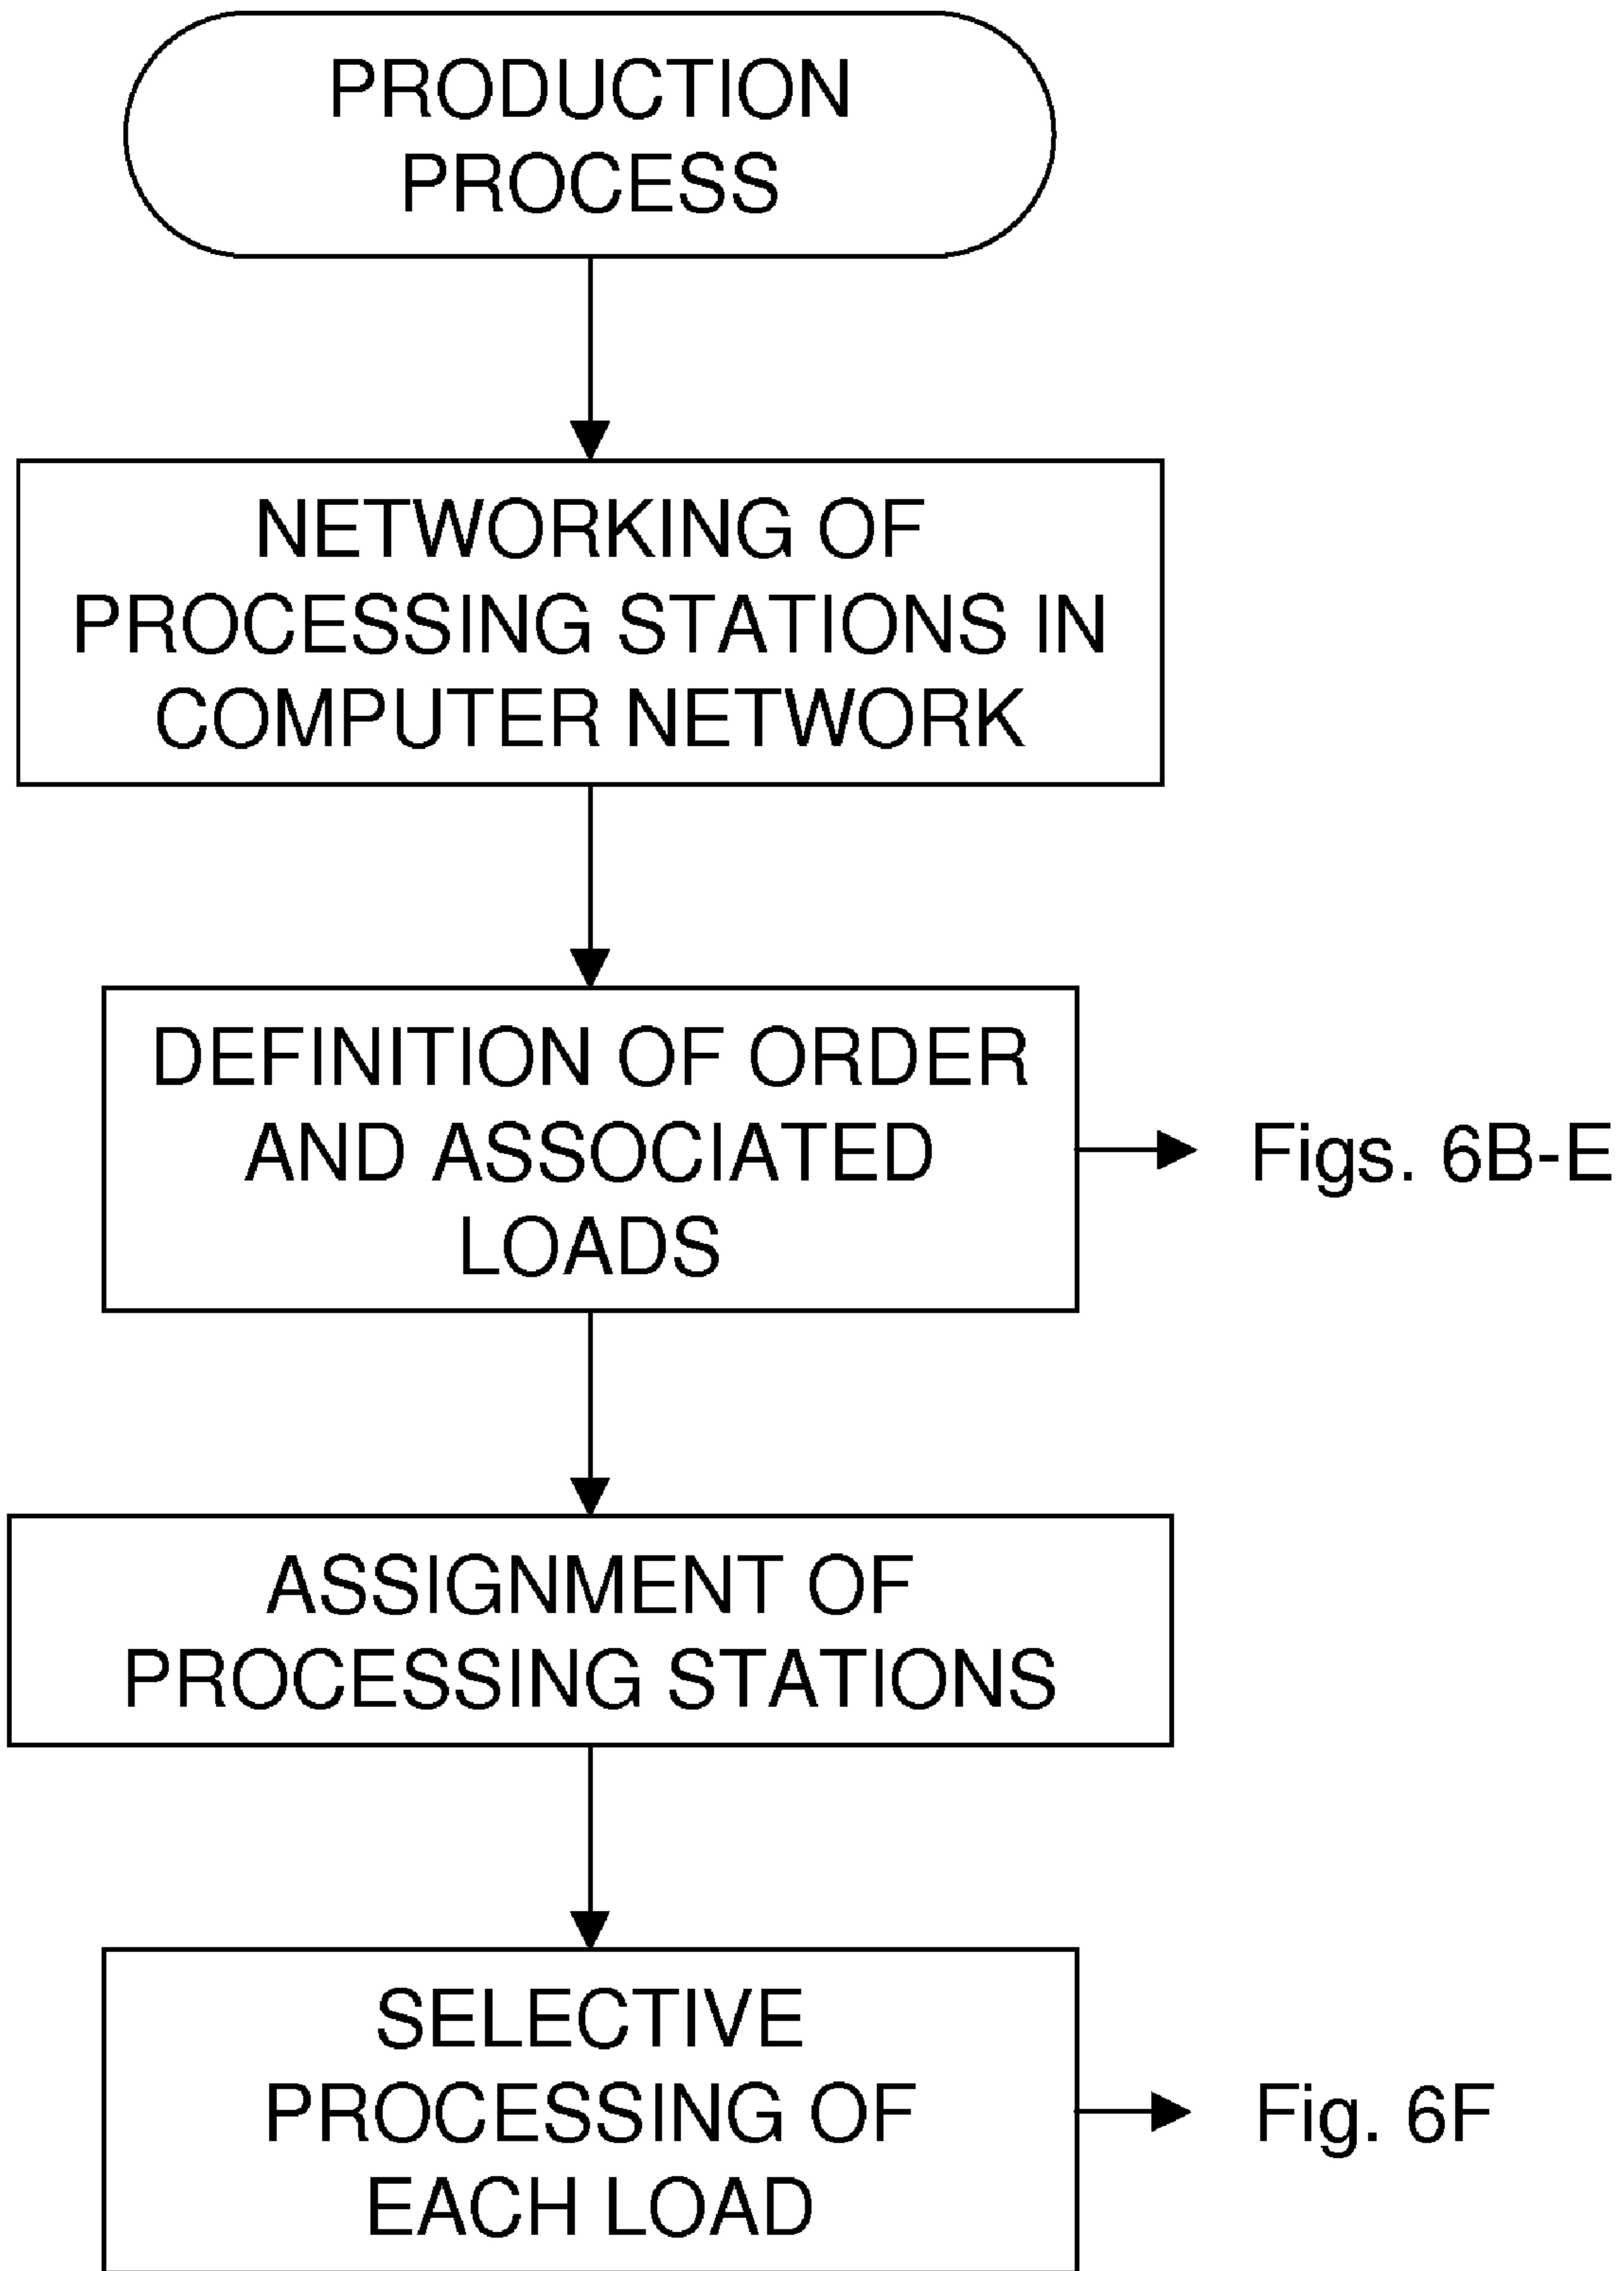 PRODUCTION
PROCESS
NETWORKING OF
PROCESSING STATIONS IN
COMPUTER NETWORK
DEFINITION OF ORDER
AND ASSOCIATED
LOADS
Figs. 6B-E
ASSIGNMENT OF
PROCESSING STATIONS
SELECTIVE
PROCESSING OF
EACH LOAD
Fig. 6F